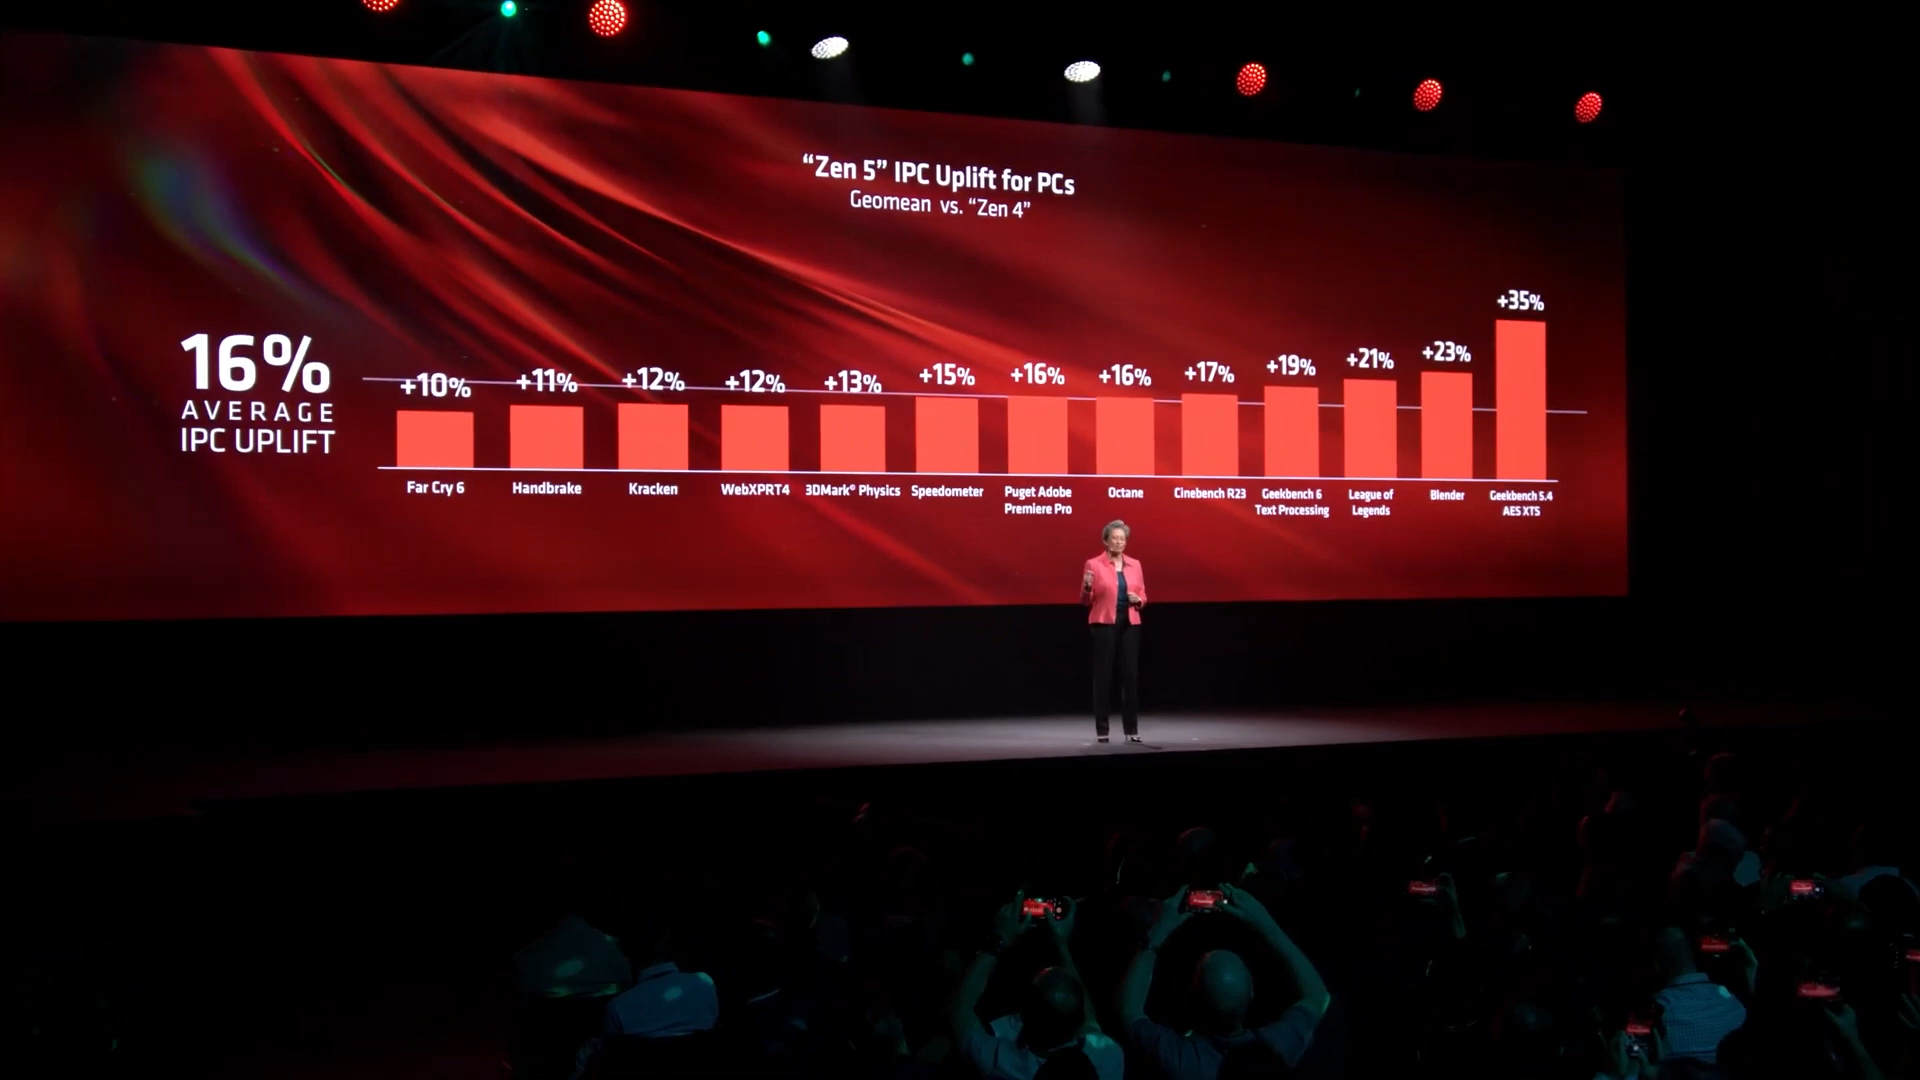 “Zen 5” IPC Uplift for PCs
Geomean vs. “Zen 4”
16%
AVERAGE
IPC UPLIFT
+10%
+11%
+12%
+12%
+13%
+15%
+16%
+16%
+17%
+19%
+21%
+23%
+35%
Far Cry 6
Handbrake
Kracken
WebXPRT4
3DMark® Physics
Speedometer
Puget Adobe
Premiere Pro
Octane
Cinebench R23
Geekbench 6
Text Processing
League of
Legends
Blender
Geekbench 5.4
AES XTS